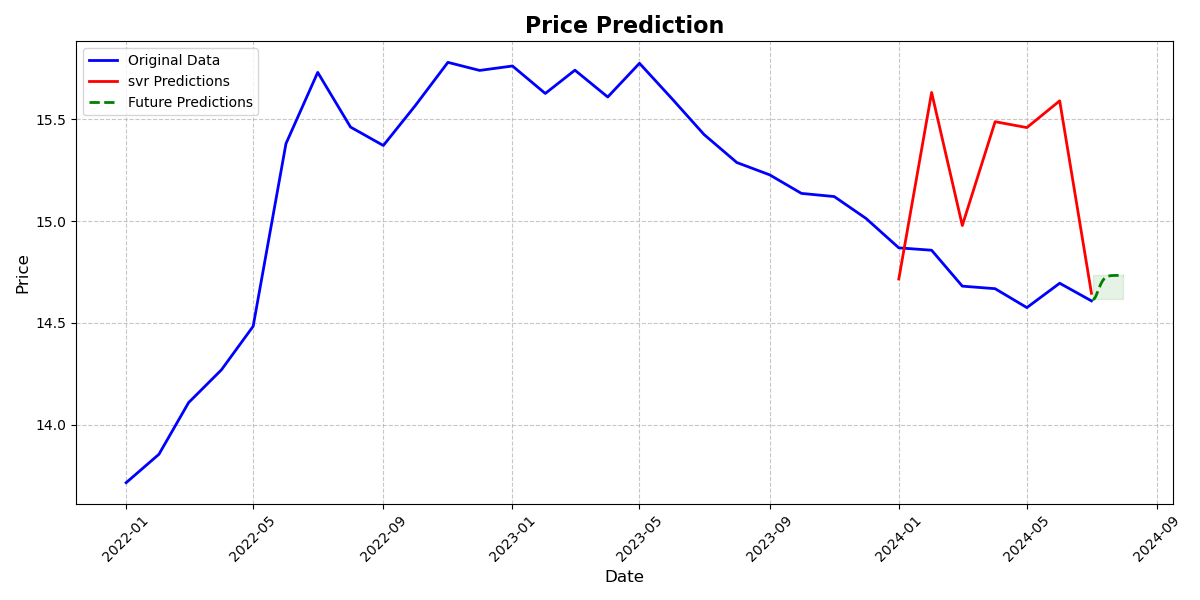 Price Prediction
Original Data
svr Predictions
Future Predictions
Price
15.5
15.0
14.5
14.0
2022-01
2022-05
2022-09
2023-01
2023-05
2023-09
2024-01
2024-05
2024-09
Date